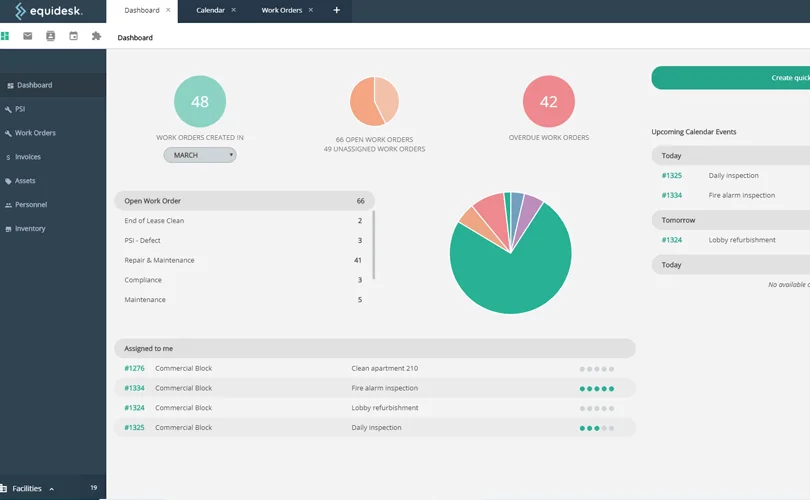 equidesk.
Dashboard × Calendar × Work Orders × +
Dashboard
Dashboard
PSI
Work Orders
Invoices
Assets
Personnel
Inventory
Facilities 19
48
WORK ORDERS CREATED IN
MARCH
66 OPEN WORK ORDERS
49 UNASSIGNED WORK ORDERS
42
OVERDUE WORK ORDERS
Open Work Order 66
End of Lease Clean 2
PSI - Defect 3
Repair & Maintenance 41
Compliance 3
Maintenance 5
Assigned to me
#1276 Commercial Block Clean apartment 210
#1334 Commercial Block Fire alarm inspection
#1324 Commercial Block Lobby refurbishment
#1325 Commercial Block Daily inspection
Create quic
Upcoming Calendar Events
Today
#1325 Daily inspection
#1334 Fire alarm inspection
Tomorrow
#1324 Lobby refurbishment
Today
No available